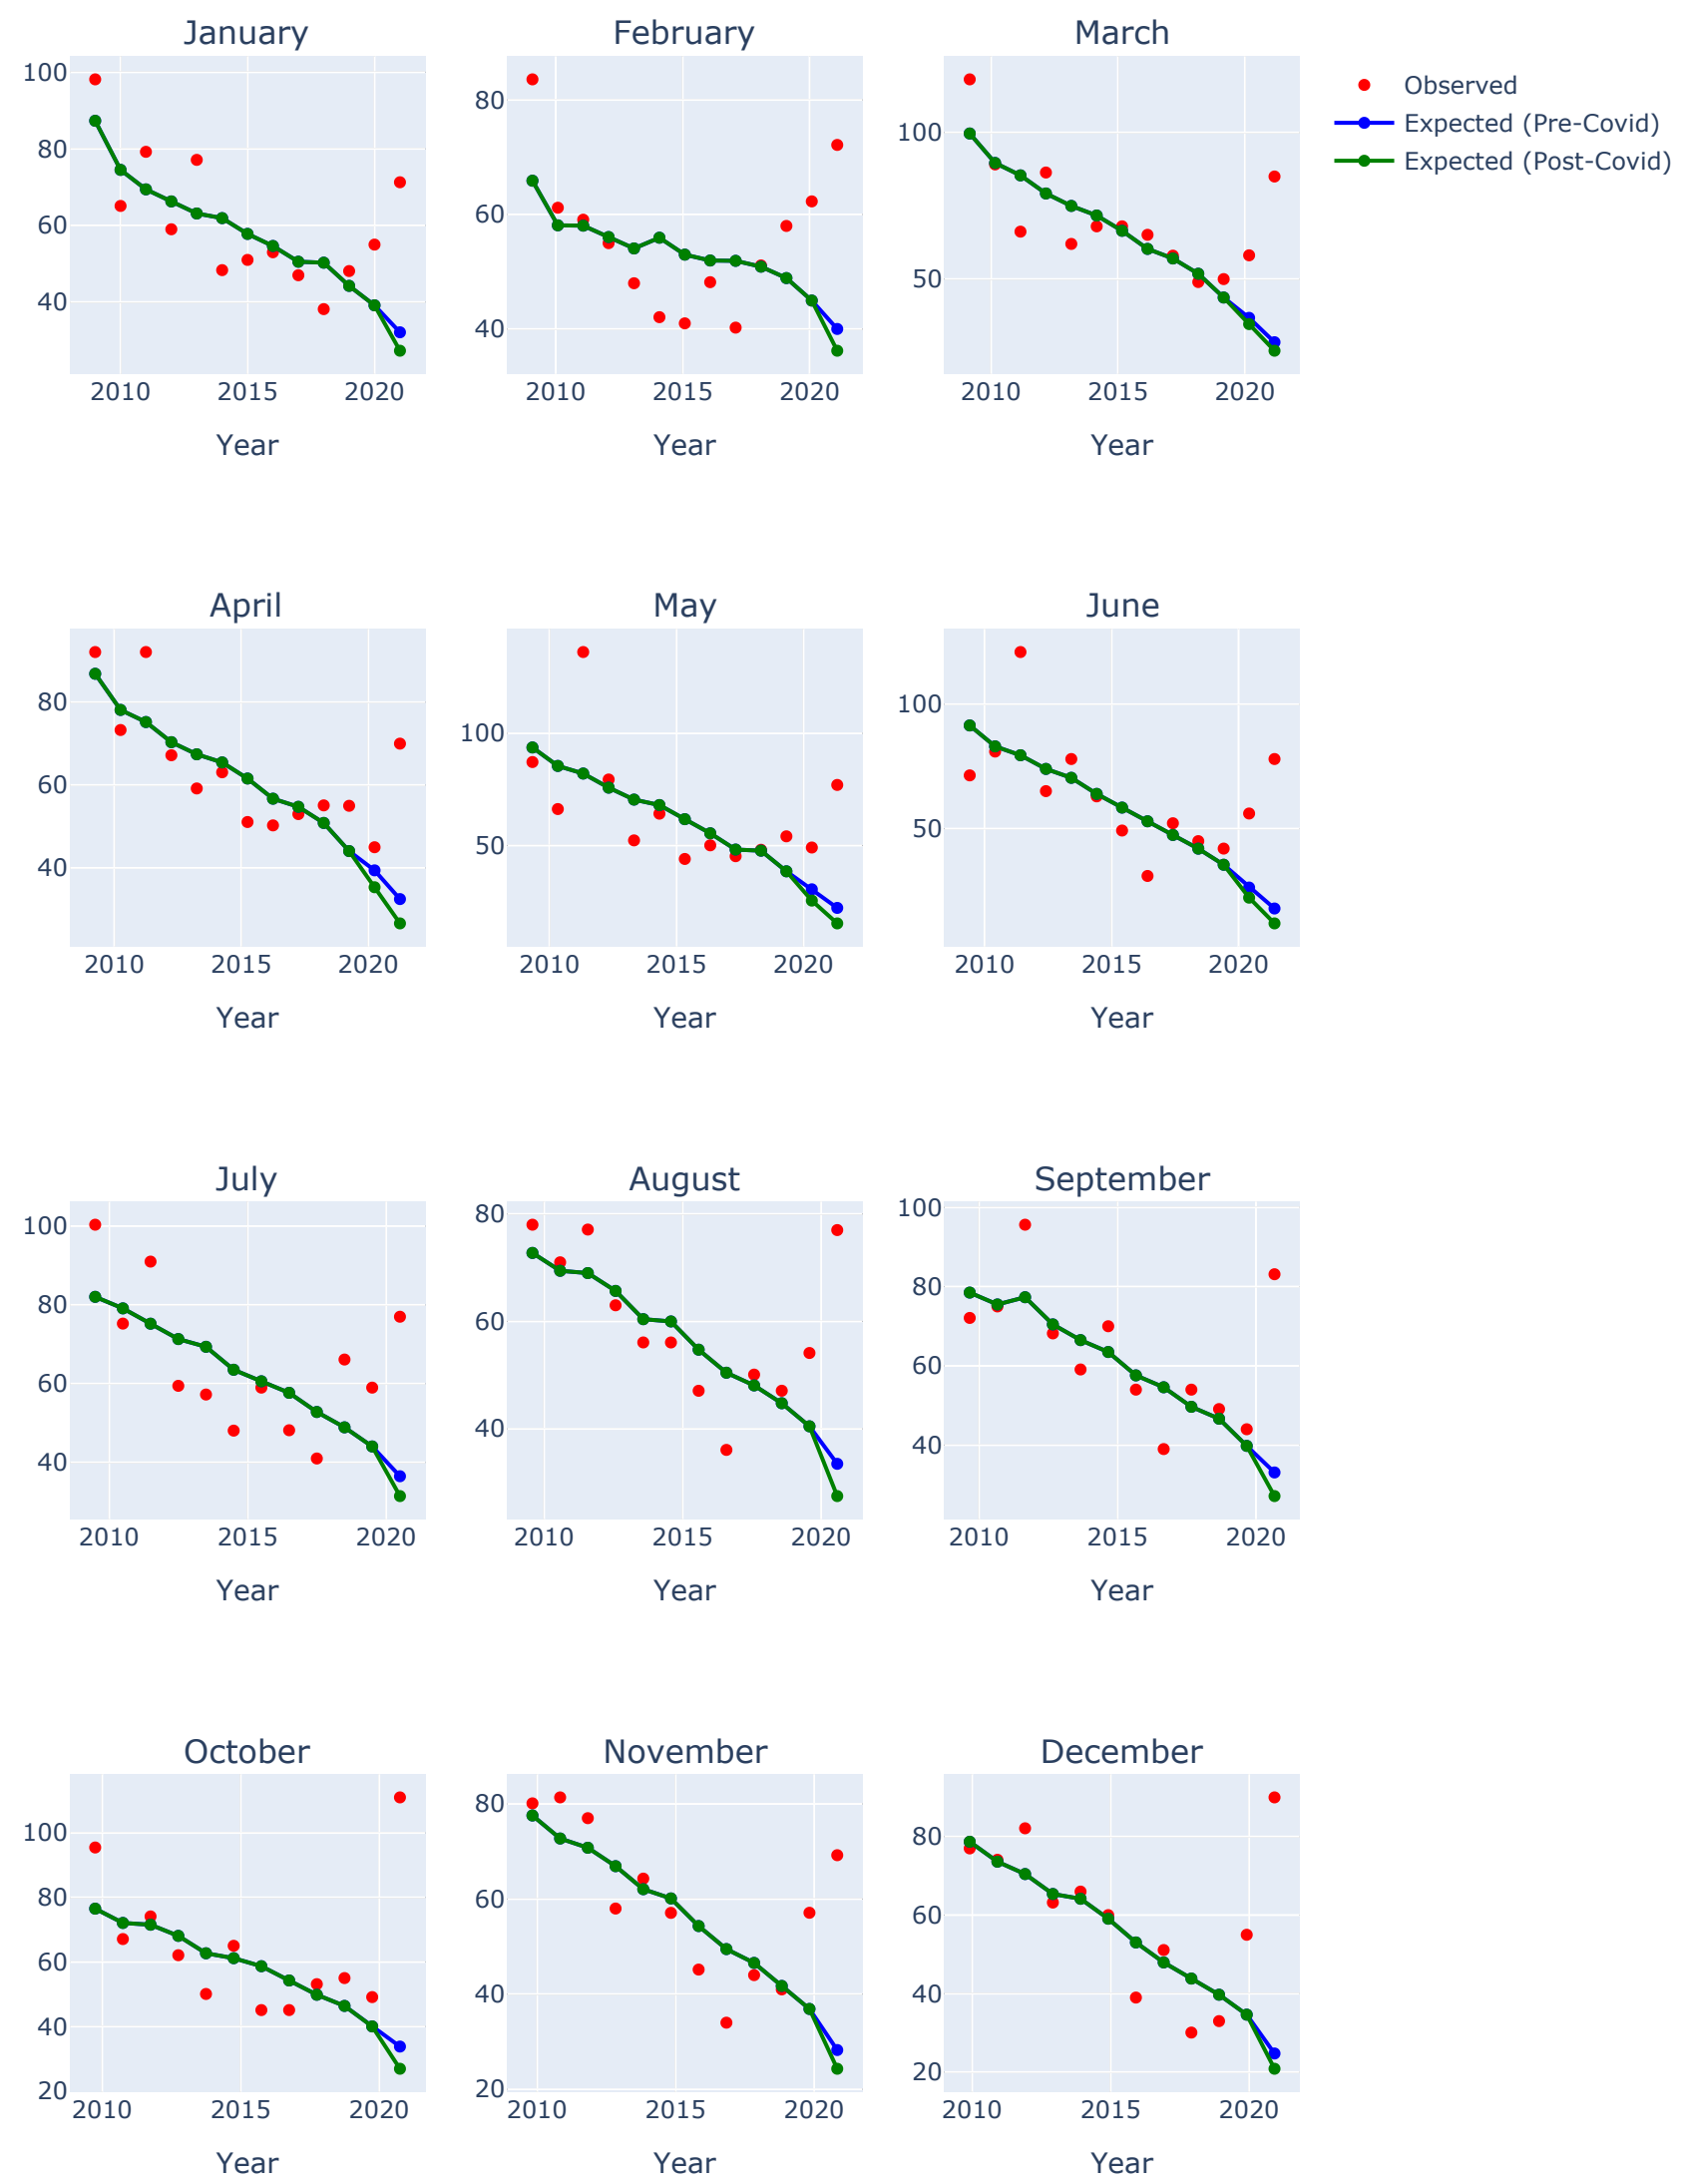 January February March
100
80
60
40
2010 2015 2020
Year
80
60
40
2010 2015 2020
Year
100
50
2010 2015 2020
Year
Observed
Expected (Pre-Covid)
Expected (Post-Covid)
April May June
80
60
40
2010 2015 2020
Year
100
50
2010 2015 2020
Year
100
50
2010 2015 2020
Year
July August September
100
80
60
40
2010 2015 2020
Year
80
60
40
2010 2015 2020
Year
100
80
60
40
2010 2015 2020
Year
October November December
100
80
60
40
20
2010 2015 2020
Year
80
60
40
20
2010 2015 2020
Year
80
60
40
20
2010 2015 2020
Year